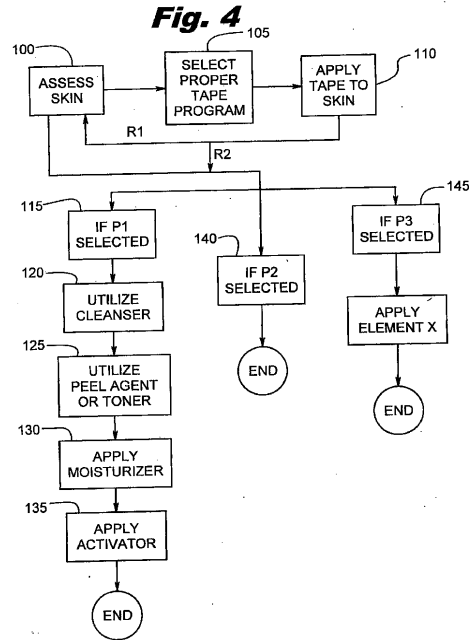 Fig. 4
100
ASSESS
SKIN
105
SELECT
PROPER
TAPE
PROGRAM
110
APPLY
TAPE TO
SKIN
R1
R2
115
IF P1
SELECTED
120
UTILIZE
CLEANSER
125
UTILIZE
PEEL AGENT
OR TONER
130
APPLY
MOISTURIZER
135
APPLY
ACTIVATOR
END
140
IF P2
SELECTED
END
145
IF P3
SELECTED
APPLY
ELEMENT X
END